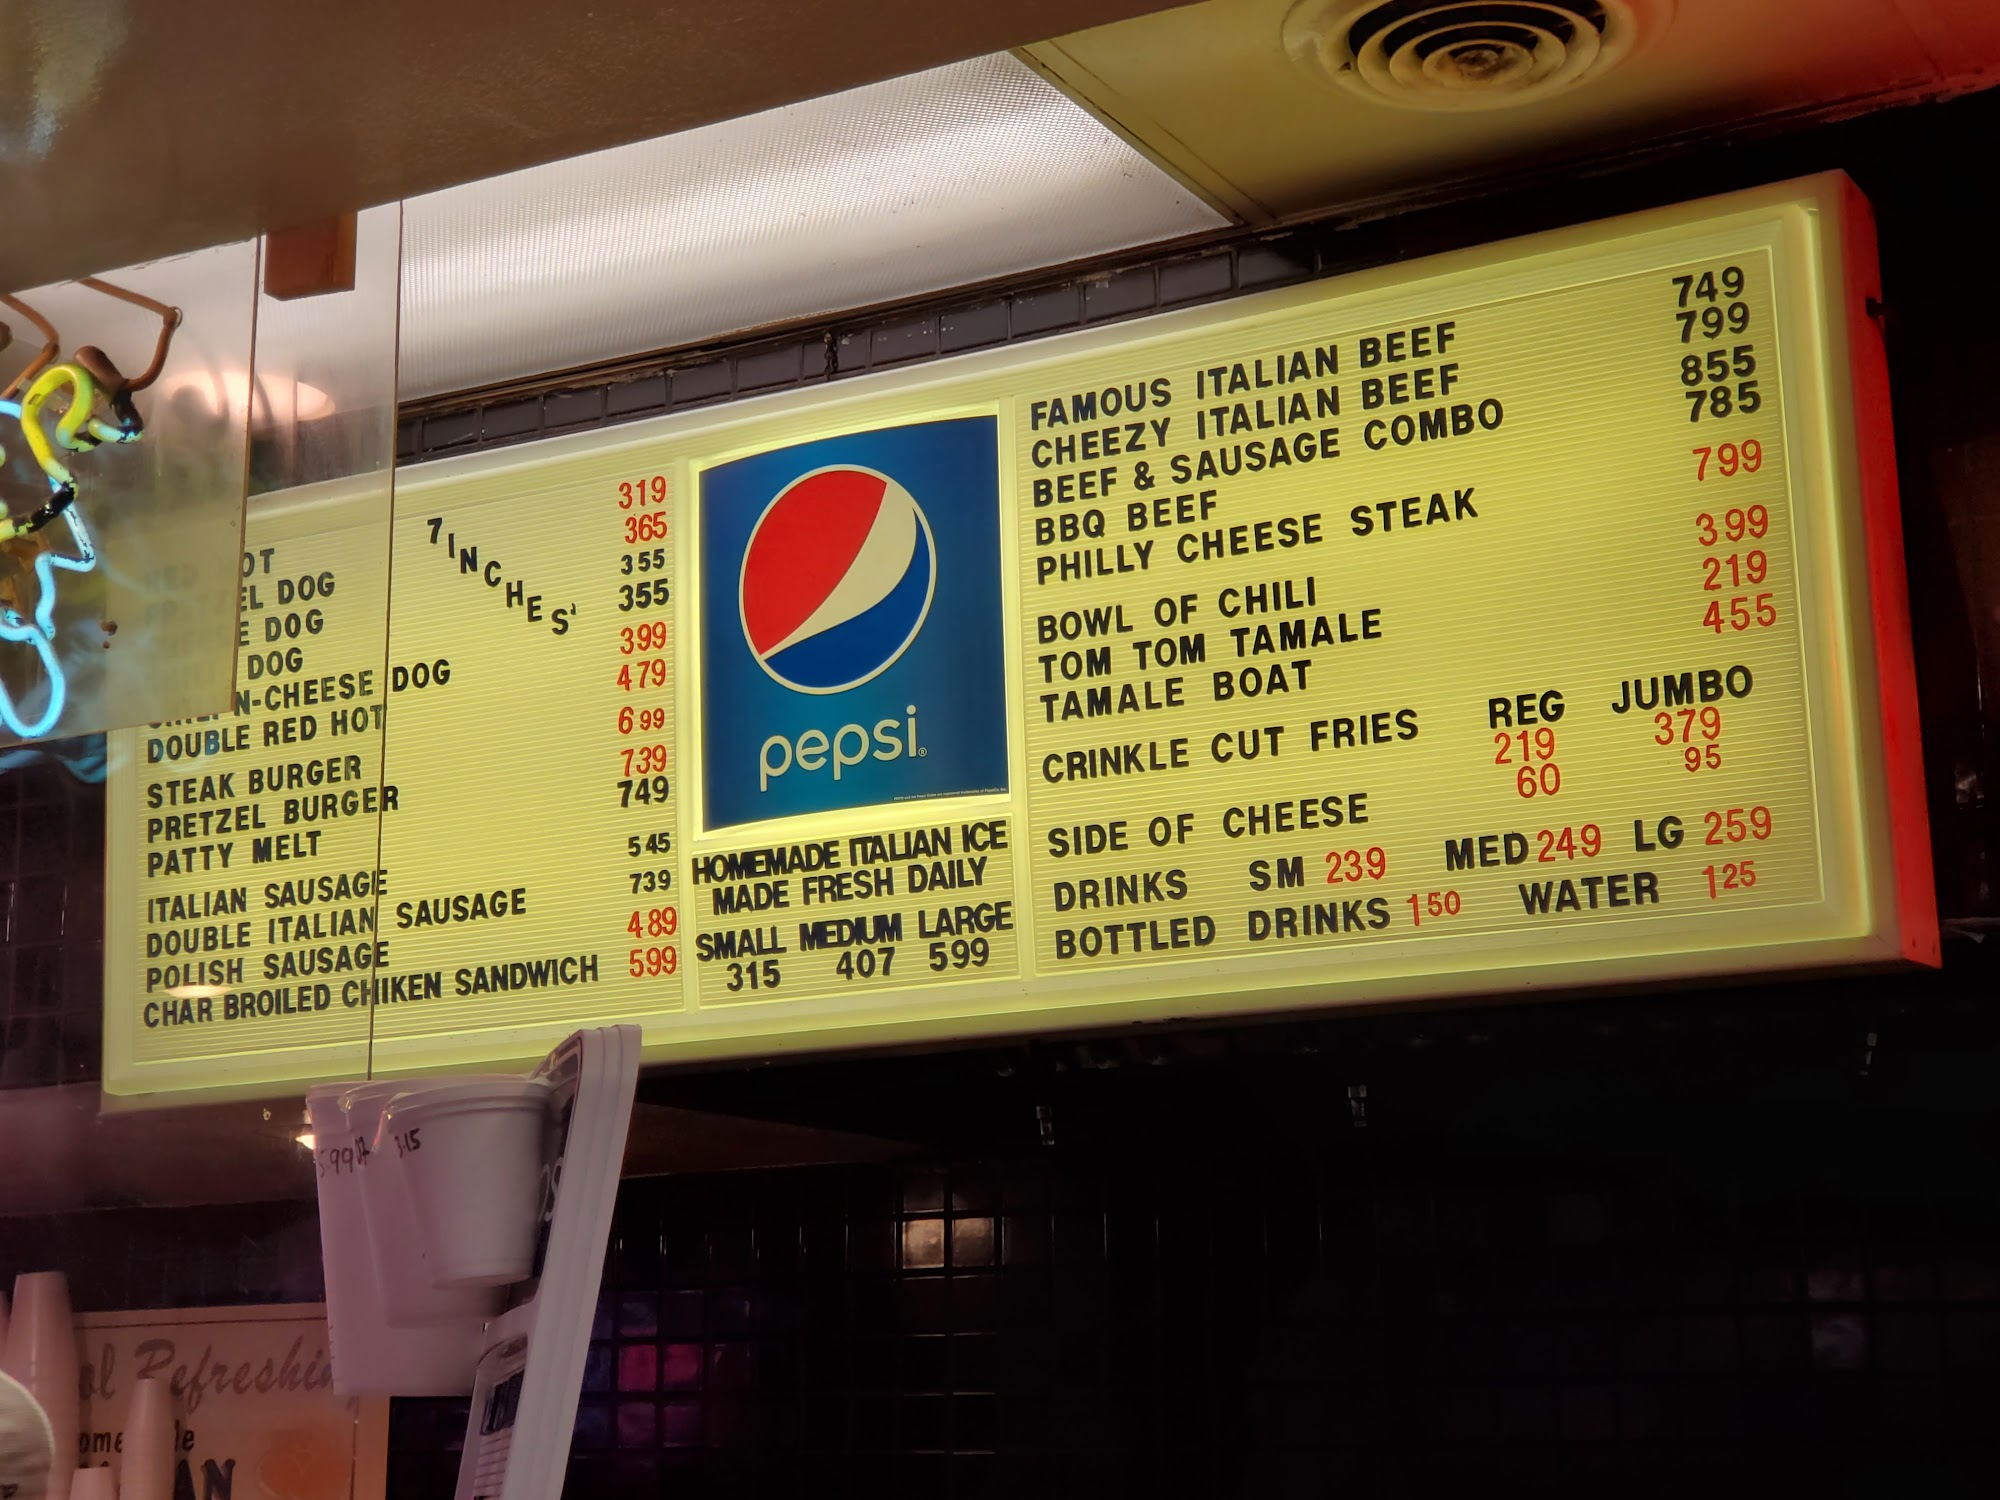 OT 319
EL DOG 365
E DOG 355
DOG 355
N-CHEESE DOG 399
DOUBLE RED HOT 479
7 INCHES'
STEAK BURGER 699
PRETZEL BURGER 739
PATTY MELT 749
ITALIAN SAUSAGE 545
DOUBLE ITALIAN SAUSAGE 739
POLISH SAUSAGE 489
CHAR BROILED CHIKEN SANDWICH 599
pepsi
HOMEMADE ITALIAN ICE
MADE FRESH DAILY
SMALL MEDIUM LARGE
315 407 599
FAMOUS ITALIAN BEEF 749
CHEEZY ITALIAN BEEF 799
BEEF & SAUSAGE COMBO 855
BBQ BEEF 785
PHILLY CHEESE STEAK 799
BOWL OF CHILI 399
TOM TOM TAMALE 219
TAMALE BOAT 455
REG JUMBO
CRINKLE CUT FRIES 219 379
SIDE OF CHEESE 60 95
DRINKS SM 239 MED 249 LG 259
BOTTLED DRINKS 150 WATER 125
3.15
Refreshin